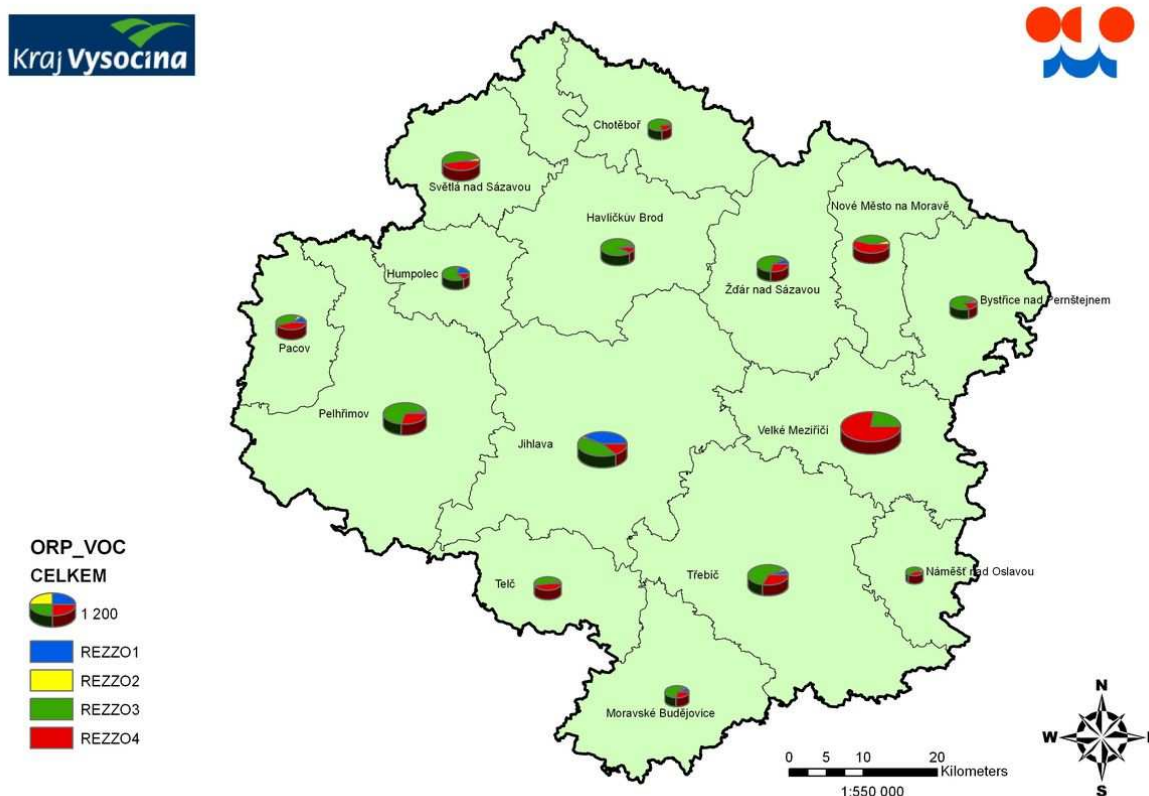 Kraj Vysočina
Chotěboř
Světlá nad Sázavou
Havlíčkův Brod
Nové Město na Moravě
Humpolec
Žďár nad Sázavou
Bystřice nad Pernštejnem
Pacov
Pelhřimov
Jihlava
Velké Meziříčí
Telč
Třebíč
Náměšť nad Oslavou
Moravské Budějovice
ORP_VOC
CELKEM
1 200
REZZO1
REZZO2
REZZO3
REZZO4
0 5 10 20
Kilometers
1:550 000
N
W
S